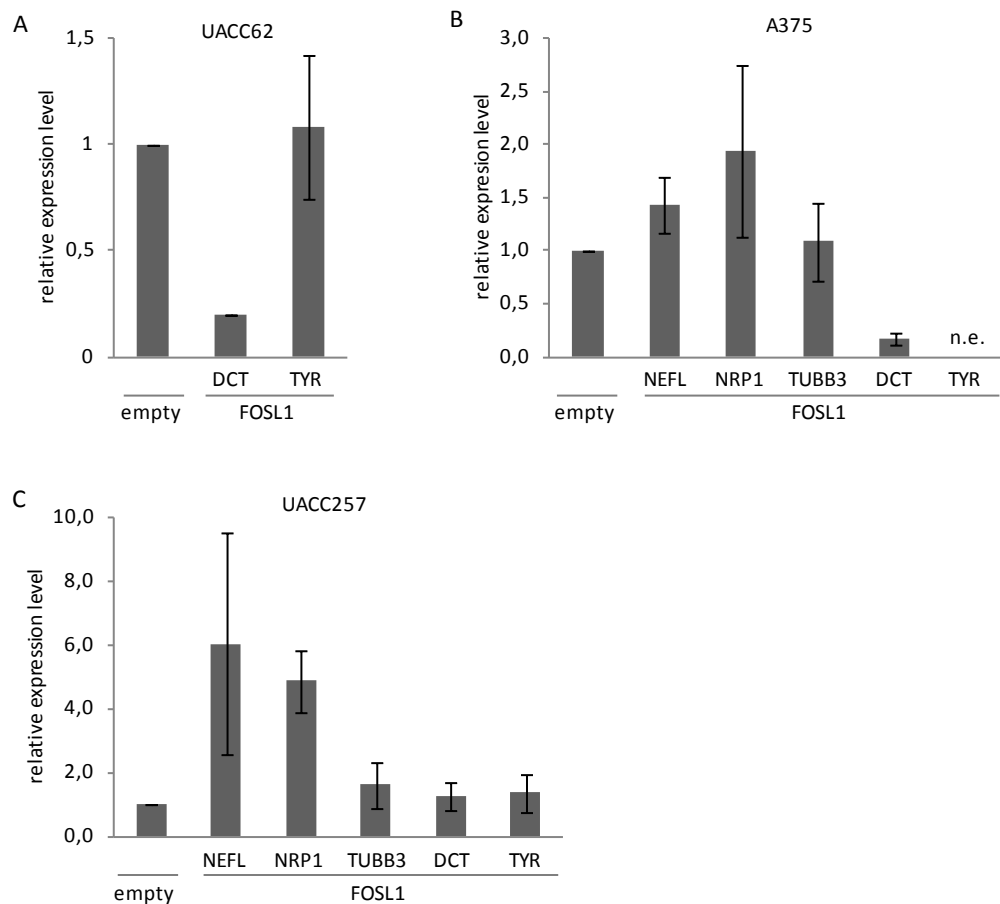 A
UACC62
relative expression level
1,5
1
0,5
0
DCT TYR
empty FOSL1
B
A375
relative expression level
3,0
2,5
2,0
1,5
1,0
0,5
0,0
n.e.
NEFL NRP1 TUBB3 DCT TYR
empty FOSL1
C
UACC257
relative expression level
10,0
8,0
6,0
4,0
2,0
0,0
NEFL NRP1 TUBB3 DCT TYR
empty FOSL1